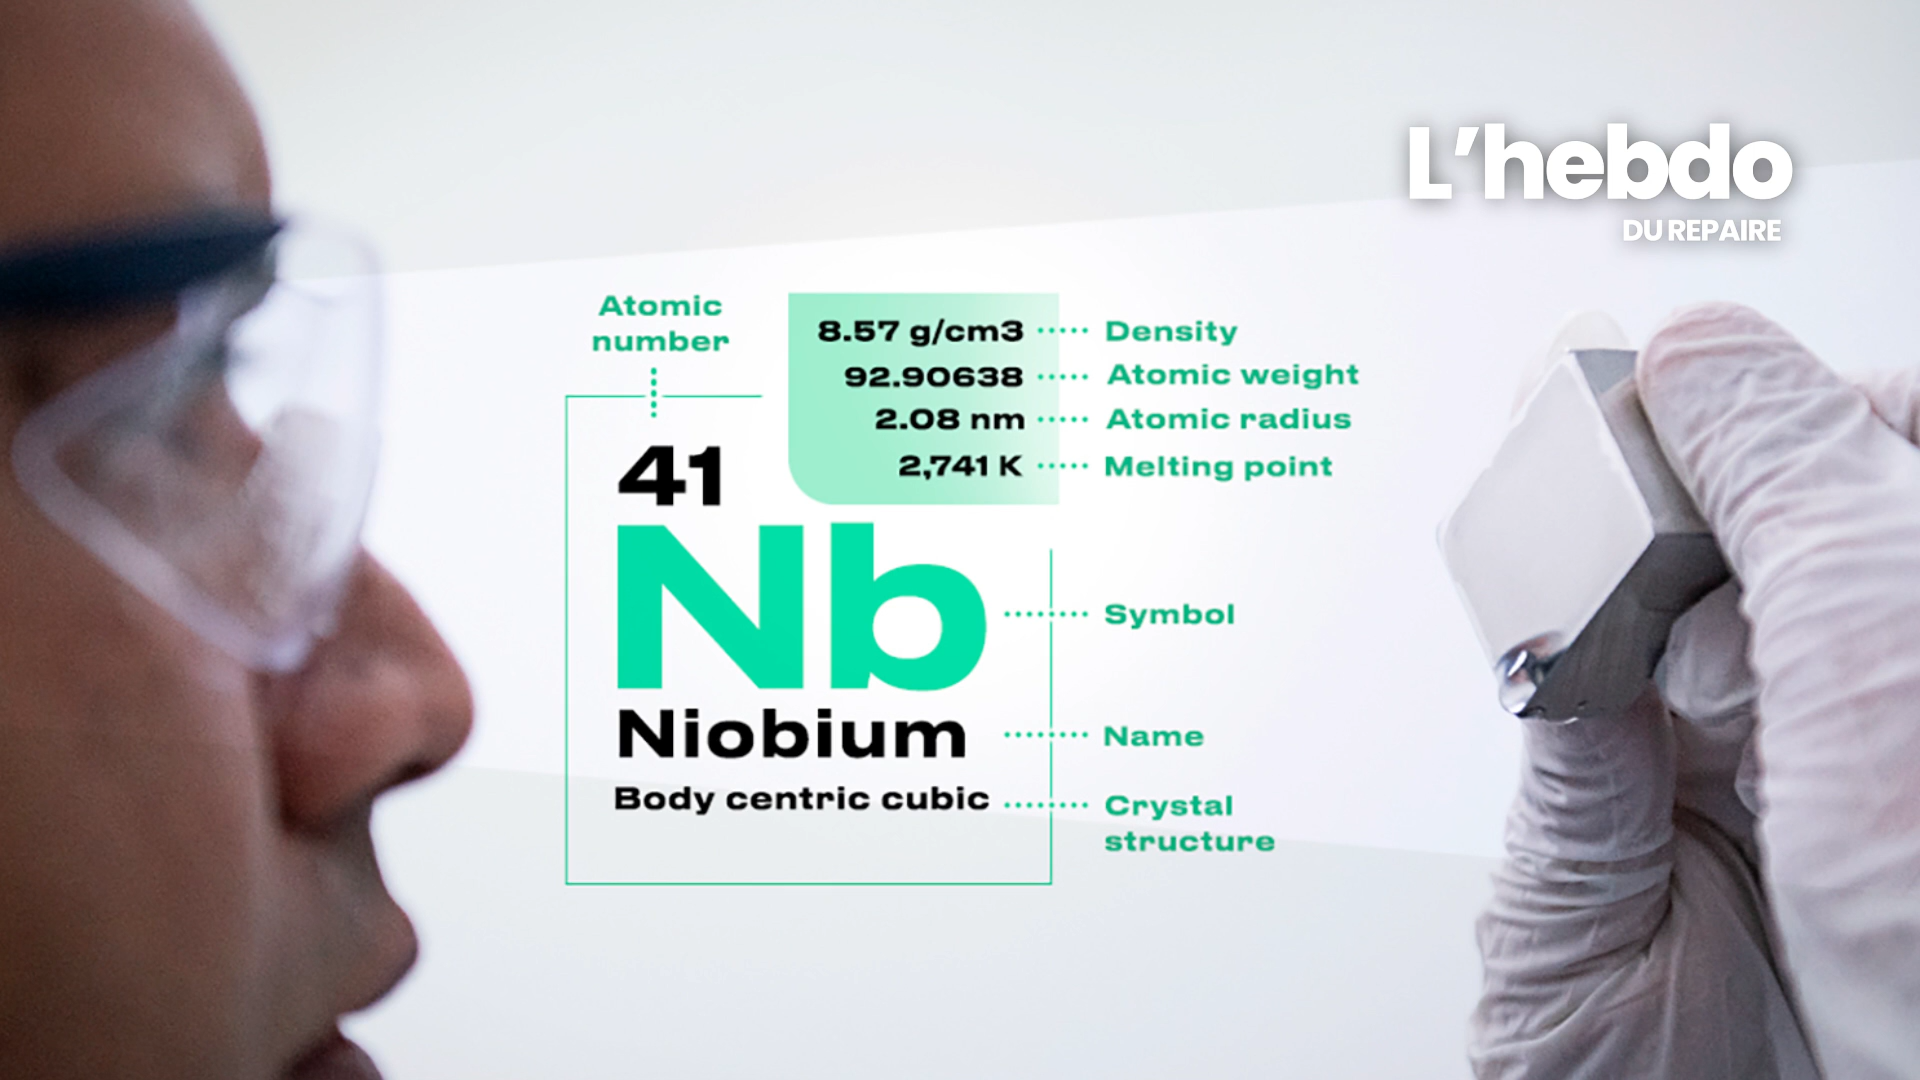 L’hebdo
DU REPAIRE
Atomic
number
8.57 g/cm3 Density
92.90638 Atomic weight
2.08 nm Atomic radius
2,741 K Melting point
41
Nb Symbol
Niobium Name
Body centric cubic Crystal
structure